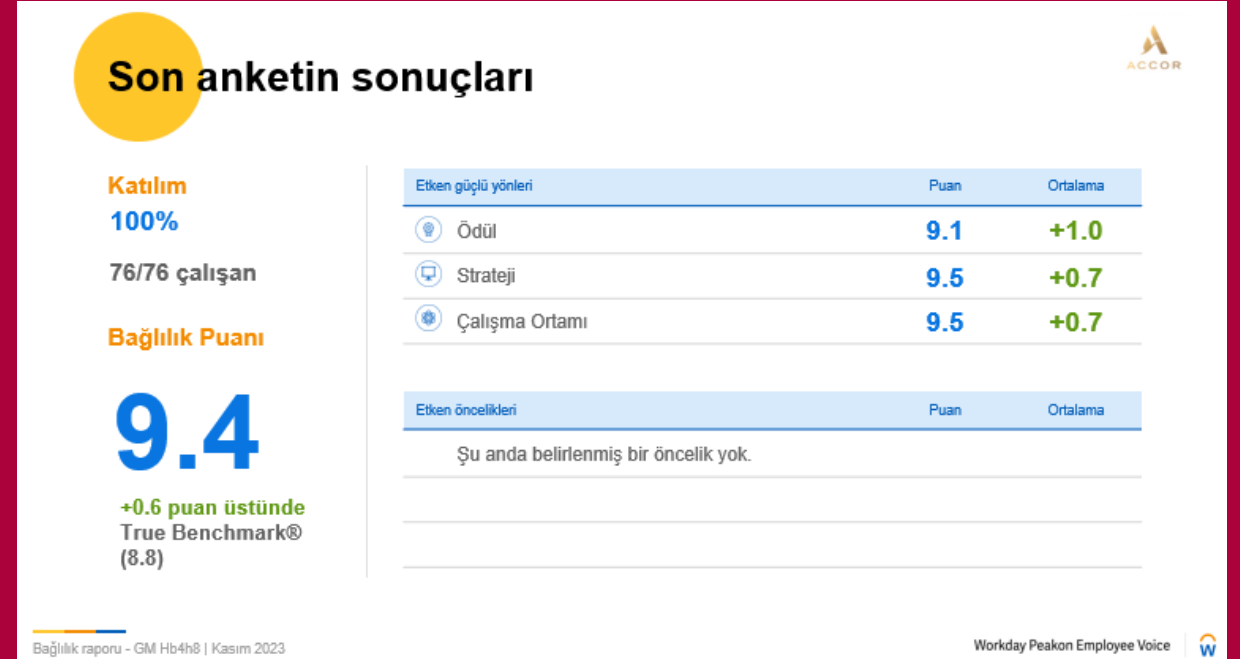 Son anketin sonuçları
ACCOR
Katılım
100%
76/76 çalışan
Bağlılık Puanı
9.4
+0.6 puan üstünde
True Benchmark®
(8.8)
Etken güçlü yönleri Puan Ortalama
Ödül 9.1 +1.0
Strateji 9.5 +0.7
Çalışma Ortamı 9.5 +0.7
Etken öncelikleri Puan Ortalama
Şu anda belirlenmiş bir öncelik yok.
Bağlılık raporu - GM Hb4h8 | Kasım 2023
Workday Peakon Employee Voice
w